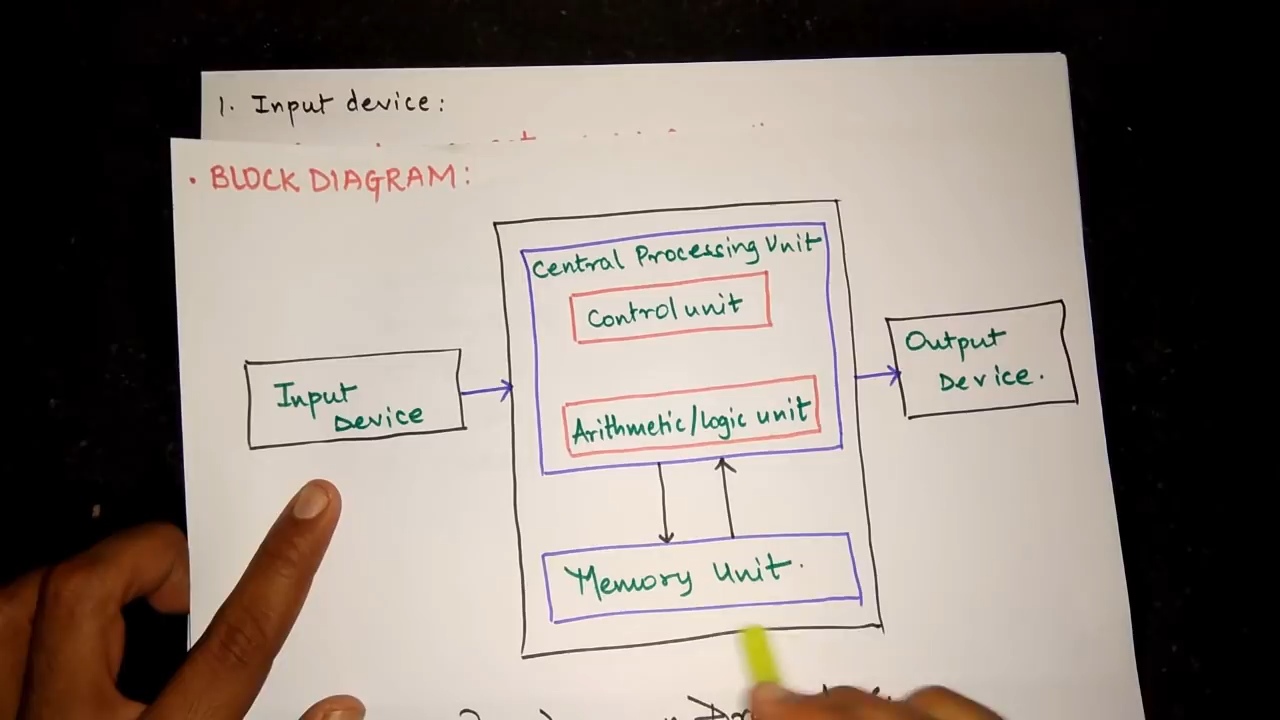 1. Input device:
• BLOCK DIAGRAM:
Central Processing Unit
Control unit
Arithmetic/logic unit
Memory Unit.
Input
Device
Output
Device.